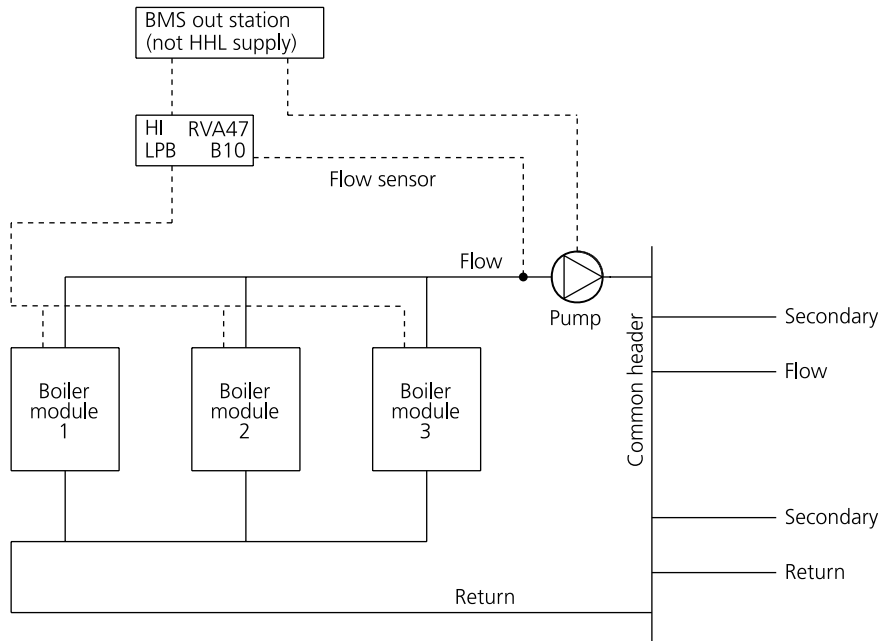 BMS out station
(not HHL supply)
HI RVA47
LPB B10
Flow sensor
Flow
Pump
Common header
Secondary
Flow
Boiler
module
1
Boiler
module
2
Boiler
module
3
Secondary
Return
Return